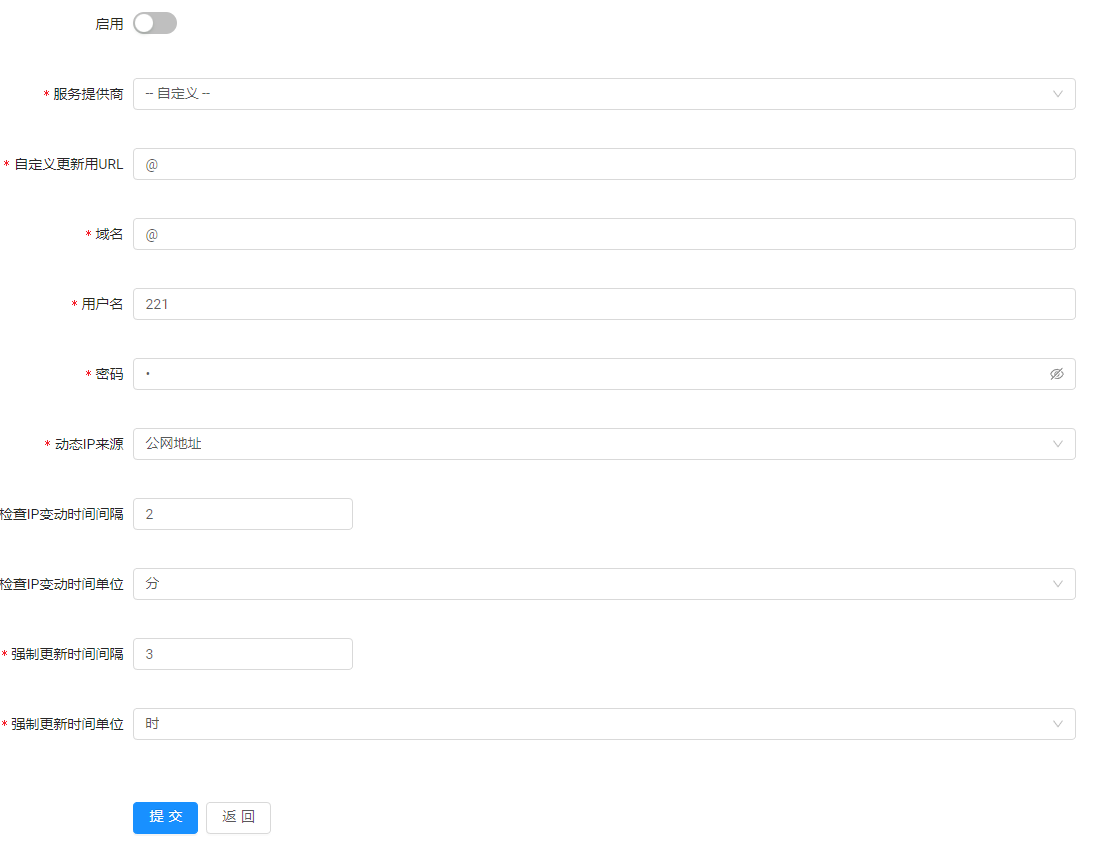 启用
* 服务提供商 -- 自定义 --
* 自定义更新用URL @
* 域名 @
* 用户名 221
* 密码 •
* 动态IP来源 公网地址
检查IP变动时间间隔 2
检查IP变动时间单位 分
* 强制更新时间间隔 3
* 强制更新时间单位 时
提 交 返 回